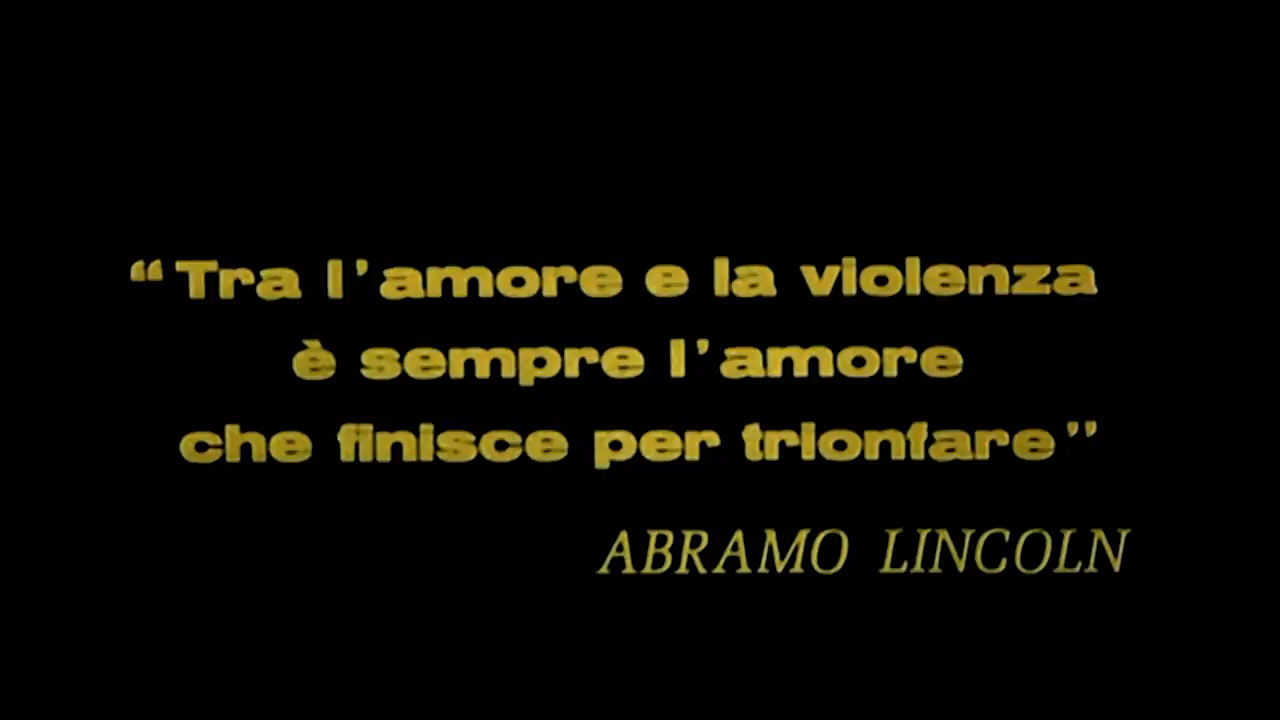 “Tra l’amore e la violenza
è sempre l’amore
che finisce per trionfare”
ABRAMO LINCOLN